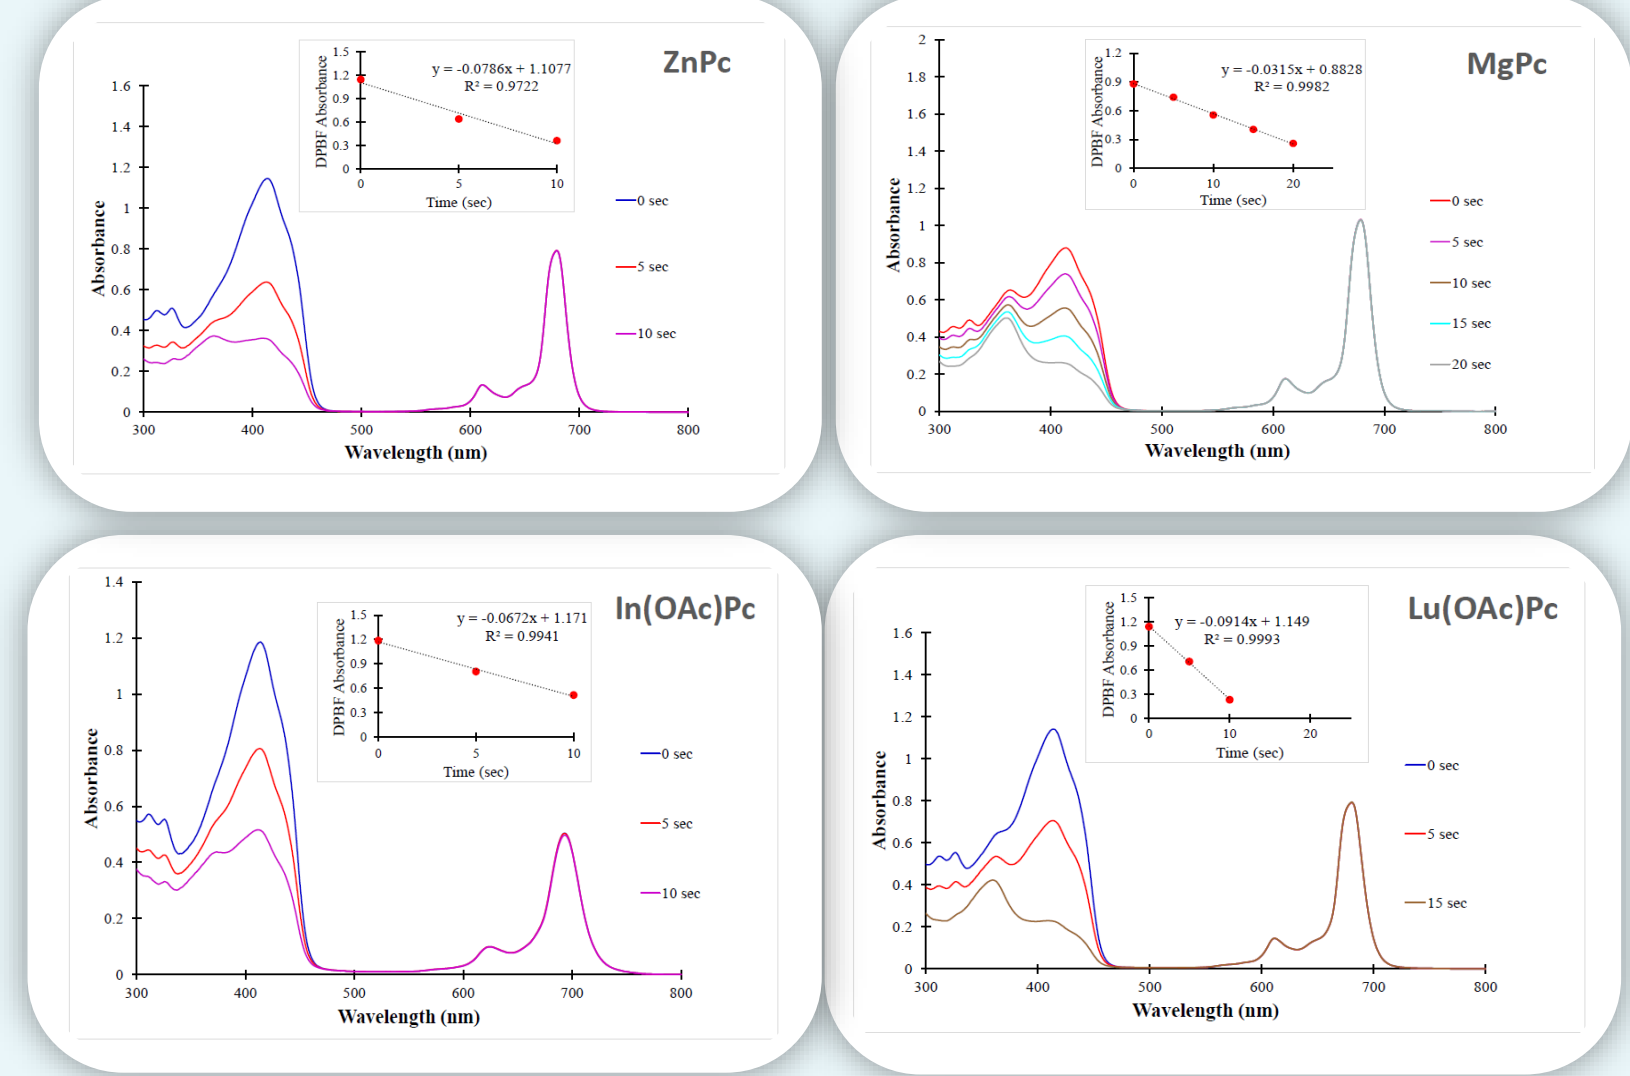 ZnPc
1.5
1.2
0.9
0.6
0.3
0
DPBF Absorbance
y = -0.0786x + 1.1077
R² = 0.9722
0
5
10
Time (sec)
1.6
1.4
1.2
1
0.8
0.6
0.4
0.2
0
Absorbance
0 sec
5 sec
10 sec
300
400
500
600
700
800
Wavelength (nm)
MgPc
1.2
0.9
0.6
0.3
0
DPBF Absorbance
y = -0.0315x + 0.8828
R² = 0.9982
0
10
20
Time (sec)
2
1.8
1.6
1.4
1.2
1
0.8
0.6
0.4
0.2
0
Absorbance
0 sec
5 sec
10 sec
15 sec
20 sec
300
400
500
600
700
800
Wavelength (nm)
In(OAc)Pc
1.5
1.2
0.9
0.6
0.3
0
DPBF Absorbance
y = -0.0672x + 1.171
R² = 0.9941
0
5
10
Time (sec)
1.4
1.2
1
0.8
0.6
0.4
0.2
0
Absorbance
0 sec
5 sec
10 sec
300
400
500
600
700
800
Wavelength (nm)
Lu(OAc)Pc
1.5
1.2
0.9
0.6
0.3
0
DPBF Absorbance
y = -0.0914x + 1.149
R² = 0.9993
0
10
20
Time (sec)
1.6
1.4
1.2
1
0.8
0.6
0.4
0.2
0
Absorbance
0 sec
5 sec
15 sec
300
400
500
600
700
800
Wavelength (nm)